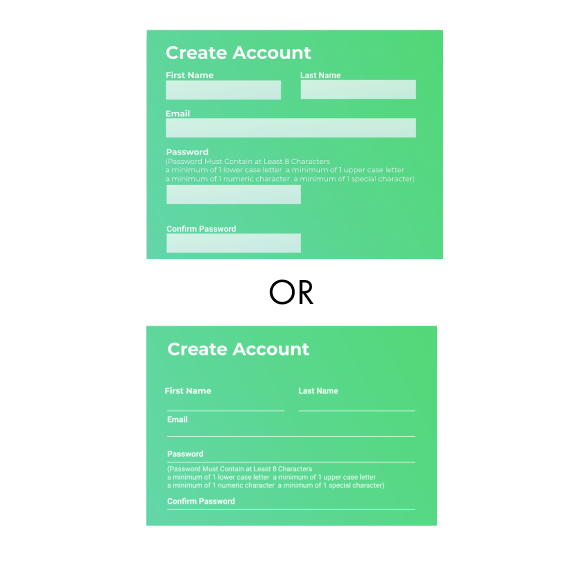 Create Account
First Name Last Name
Email
Password
(Password Must Contain at Least 8 Characters
a minimum of 1 lower case letter  a minimum of 1 upper case letter
a minimum of 1 numeric character  a minimum of 1 special character)
Confirm Password
OR
Create Account
First Name Last Name
Email
Password
(Password Must Contain at Least 8 Characters
a minimum of 1 lower case letter  a minimum of 1 upper case letter
a minimum of 1 numeric character  a minimum of 1 special character)
Confirm Password